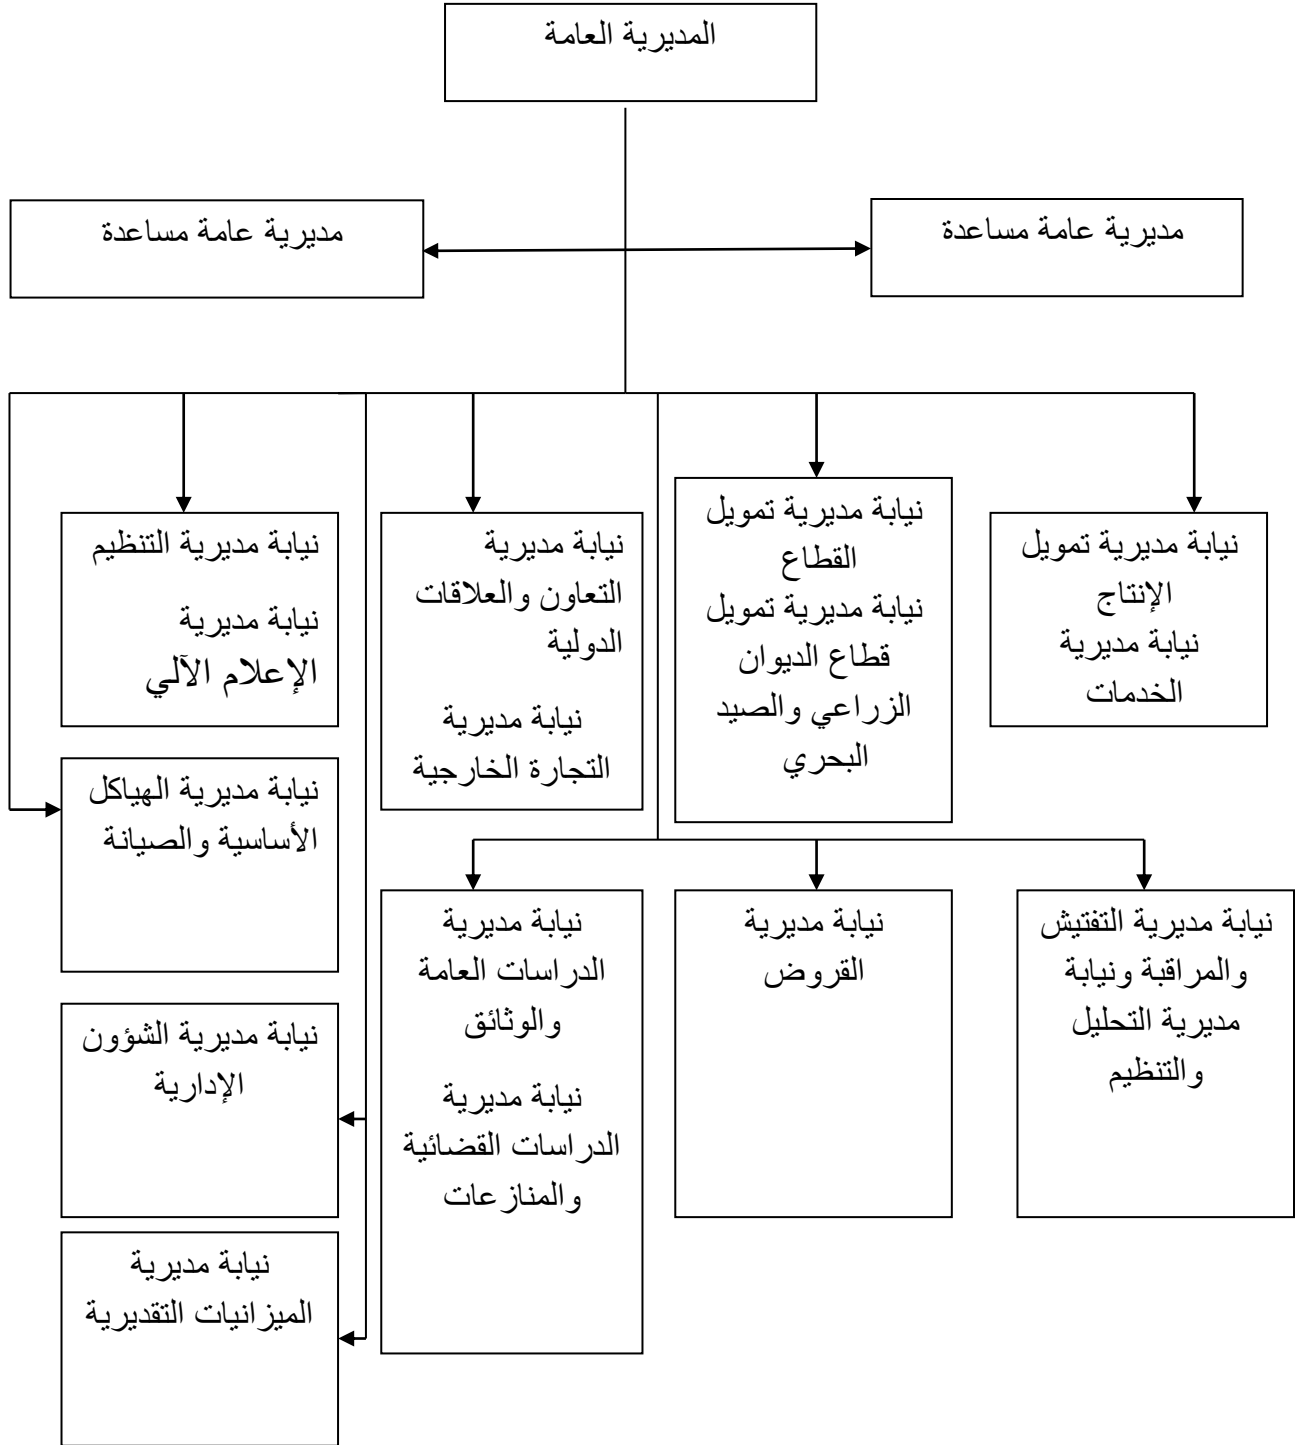 المديرية العامة
مديرية عامة مساعدة
مديرية عامة مساعدة
نيابة مديرية تمويل
الإنتاج
نيابة مديرية
الخدمات
نيابة مديرية تمويل
القطاع
نيابة مديرية تمويل
قطاع الديوان
الزراعي والصيد
البحري
نيابة مديرية
التعاون والعلاقات
الدولية
نيابة مديرية
التجارة الخارجية
نيابة مديرية التنظيم
نيابة مديرية
الإعلام الآلي
نيابة مديرية الهياكل
الأساسية والصيانة
نيابة مديرية التفتيش
والمراقبة ونيابة
مديرية التحليل
والتنظيم
نيابة مديرية
القروض
نيابة مديرية
الدراسات العامة
والوثائق
نيابة مديرية
الدراسات القضائية
والمنازعات
نيابة مديرية الشؤون
الإدارية
نيابة مديرية
الميزانيات التقديرية